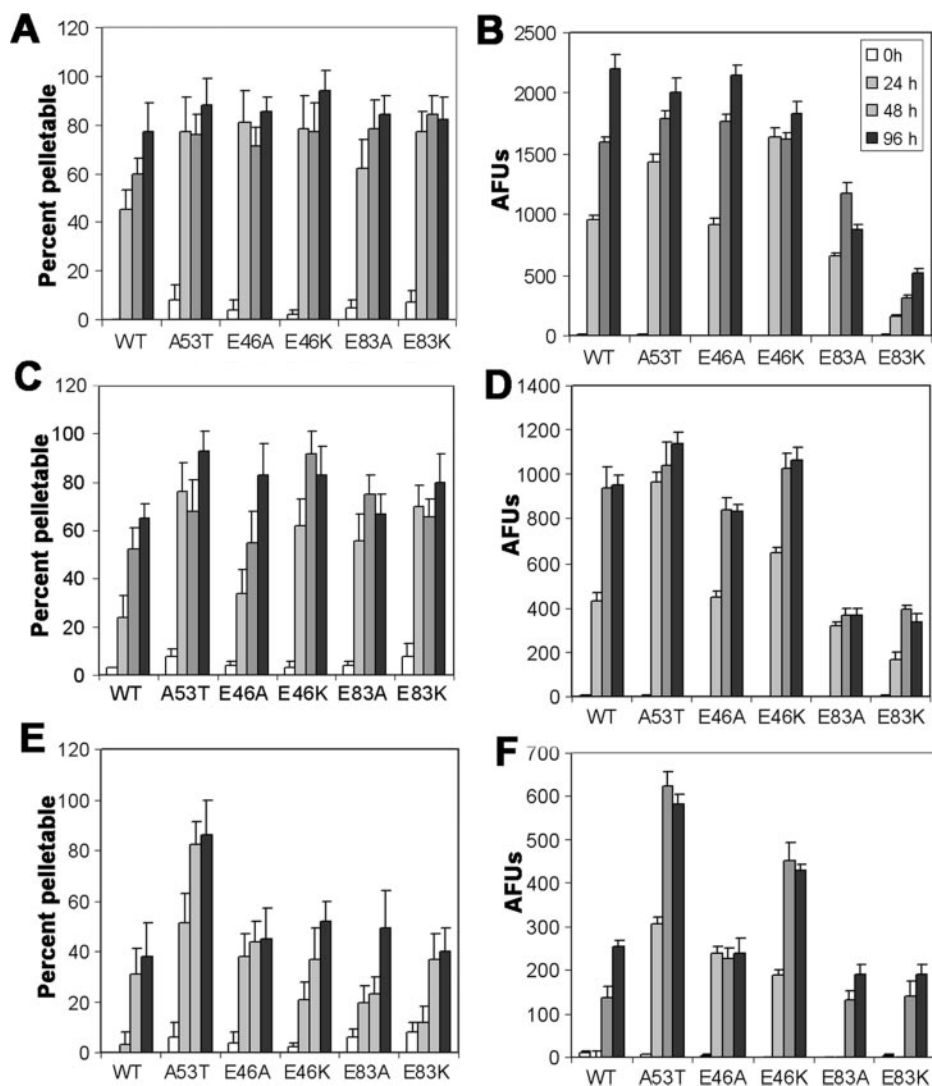 A
Percent pelletable
120
100
80
60
40
20
0
WT A53T E46A E46K E83A E83K
B
AFUs
2500
2000
1500
1000
500
0
0h
24 h
48 h
96 h
WT A53T E46A E46K E83A E83K
C
Percent pelletable
120
100
80
60
40
20
0
WT A53T E46A E46K E83A E83K
D
AFUs
1400
1200
1000
800
600
400
200
0
WT A53T E46A E46K E83A E83K
E
Percent pelletable
120
100
80
60
40
20
0
WT A53T E46A E46K E83A E83K
F
AFUs
700
600
500
400
300
200
100
0
WT A53T E46A E46K E83A E83K